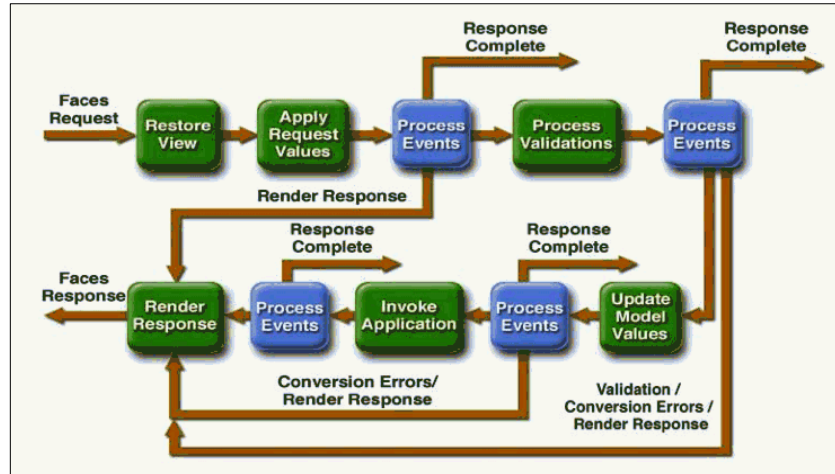 Response
Complete
Response
Complete
Faces
Request
Restore
View
Apply
Request
Values
Process
Events
Process
Validations
Process
Events
Render Response
Response
Complete
Response
Complete
Faces
Response
Render
Response
Process
Events
Invoke
Application
Process
Events
Update
Model
Values
Conversion Errors/
Render Response
Validation /
Conversion Errors /
Render Response